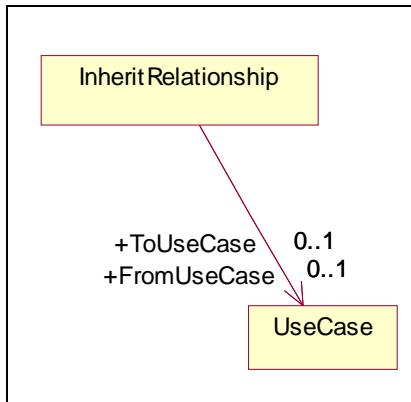 InheritRelationship
+ToUseCase 0..1
+FromUseCase 0..1
UseCase